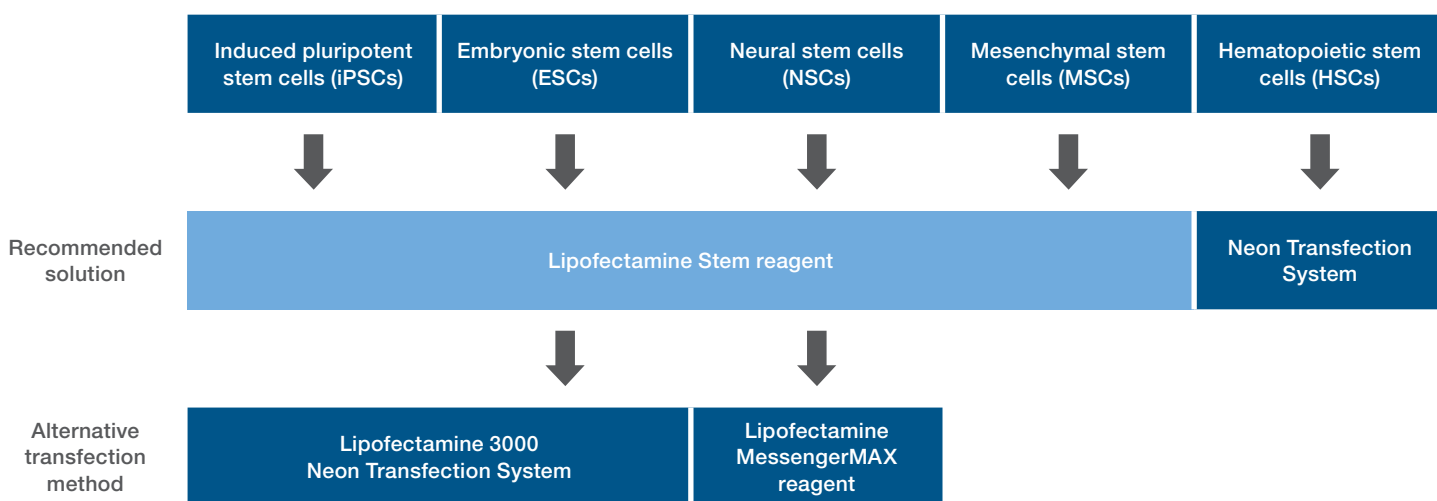 Induced pluripotent
stem cells (iPSCs)
Embryonic stem cells
(ESCs)
Neural stem cells
(NSCs)
Mesenchymal stem
cells (MSCs)
Hematopoietic stem
cells (HSCs)
Recommended
solution
Lipofectamine Stem reagent
Neon Transfection
System
Alternative
transfection
method
Lipofectamine 3000
Neon Transfection System
Lipofectamine
MessengerMAX
reagent